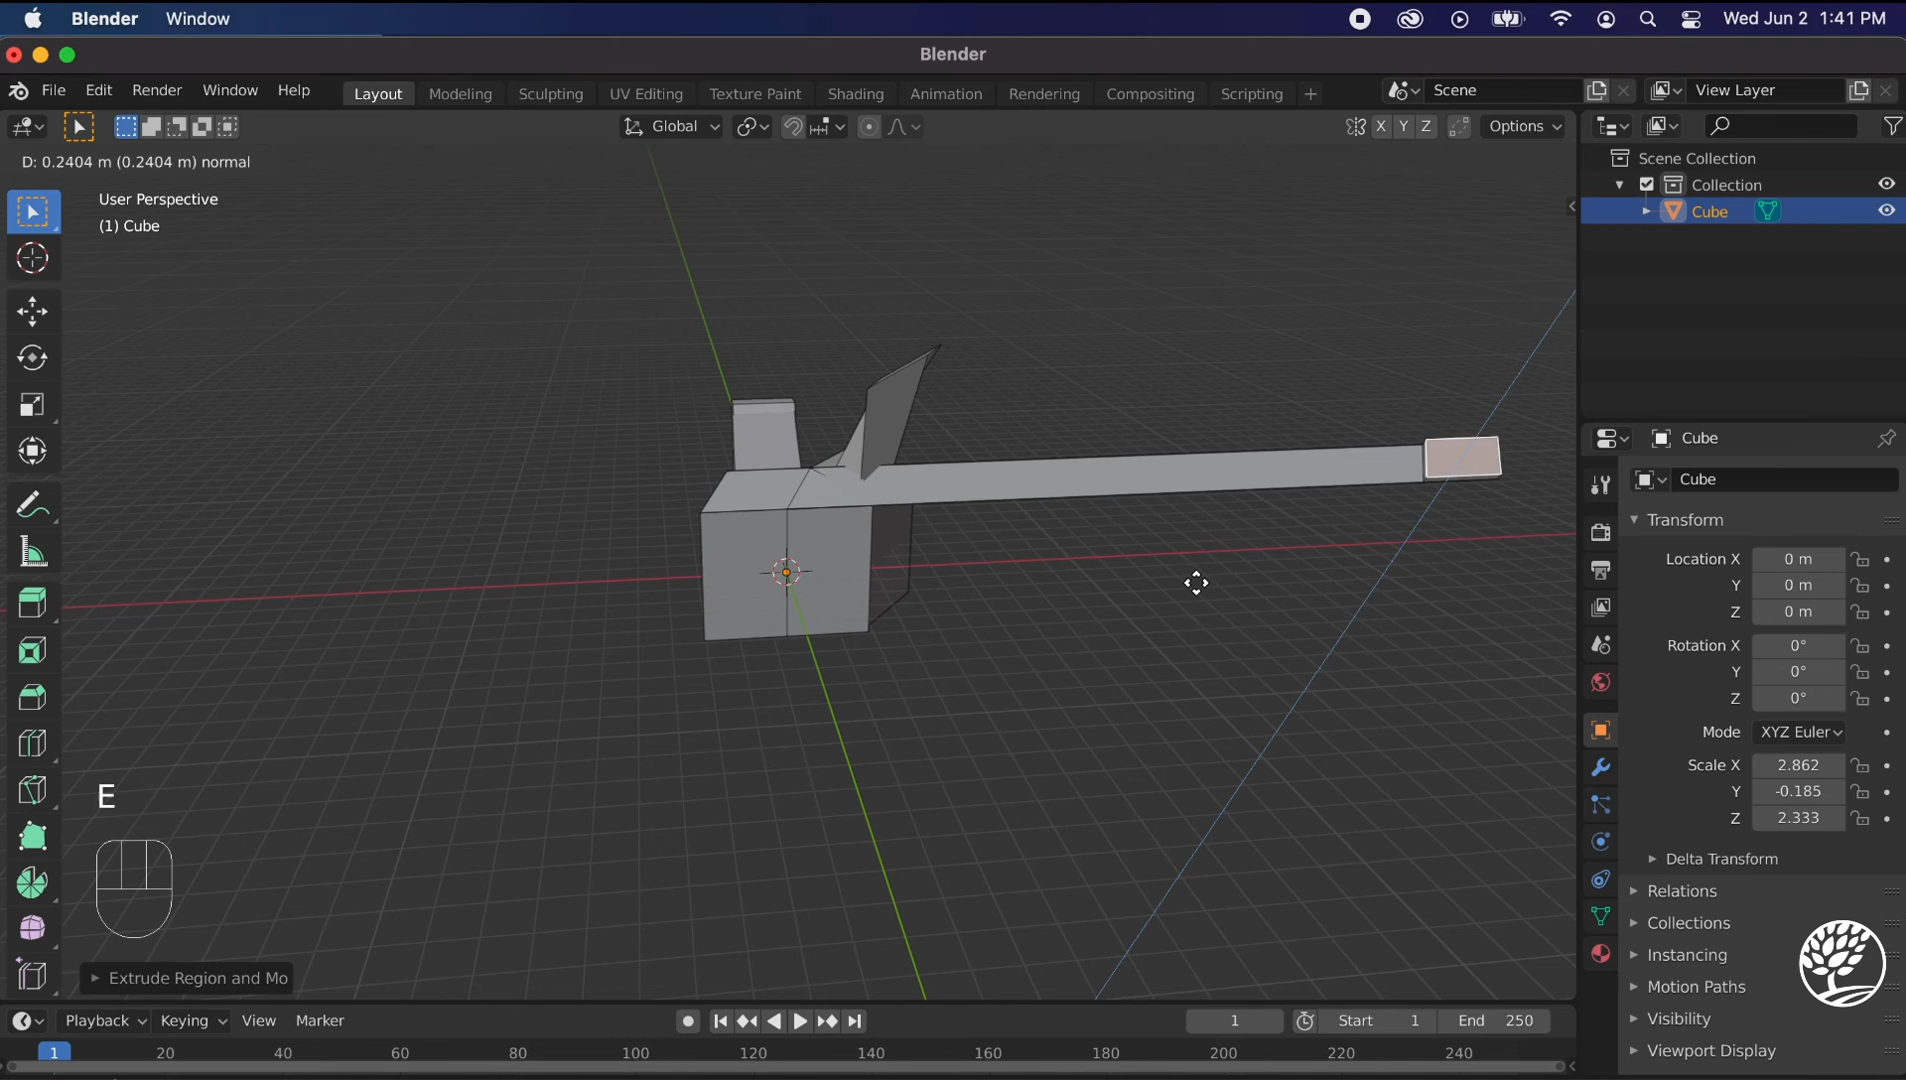 Blender Window Wed Jun 2 1:41 PM
Blender
File Edit Render Window Help Layout Modeling Sculpting UV Editing Texture Paint Shading Animation Rendering Compositing Scripting + Scene View Layer
Global X Y Z Options
D: 0.2404 m (0.2404 m) normal
Scene Collection
User Perspective
(1) Cube
Collection
Cube
Cube
Cube
Transform
Location X 0 m
Y 0 m
Z 0 m
Rotation X 0°
Y 0°
Z 0°
Mode XYZ Euler
Scale X 2.862
Y -0.185
Z 2.333
E
Delta Transform
Relations
Collections
Instancing
Motion Paths
Visibility
Viewport Display
Extrude Region and Mo
Playback Keying View Marker 1 Start 1 End 250
1 20 40 60 80 100 120 140 160 180 200 220 240